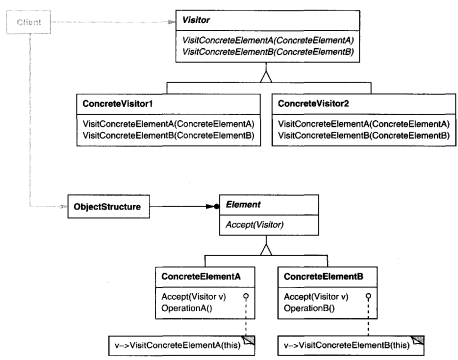 Client
Visitor
VisitConcreteElementA(ConcreteElementA)
VisitConcreteElementB(ConcreteElementB)
ConcreteVisitor1
VisitConcreteElementA(ConcreteElementA)
VisitConcreteElementB(ConcreteElementB)
ConcreteVisitor2
VisitConcreteElementA(ConcreteElementA)
VisitConcreteElementB(ConcreteElementB)
ObjectStructure
Element
Accept(Visitor)
ConcreteElementA
Accept(Visitor v)
OperationA()
ConcreteElementB
Accept(Visitor v)
OperationB()
v->VisitConcreteElementA(this)
v->VisitConcreteElementB(this)